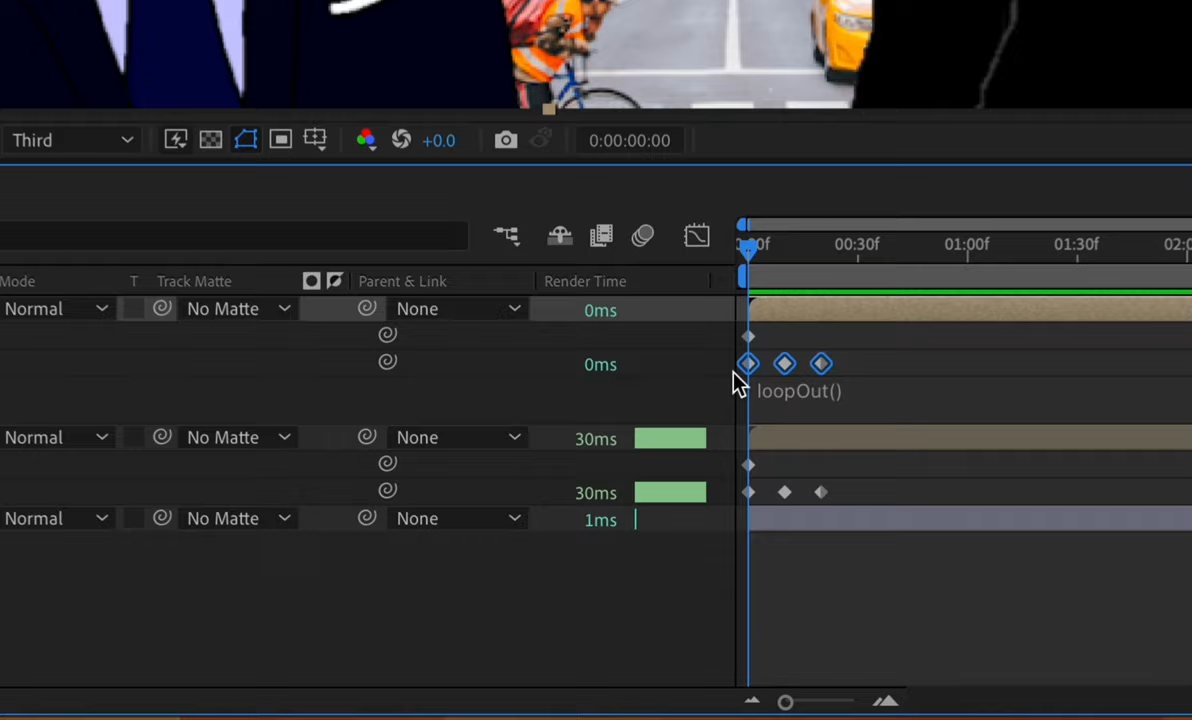 Third +0.0 0:00:00:00
00f 00:30f 01:00f 01:30f 02:0
Mode T Track Matte Parent & Link Render Time
Normal No Matte None 0ms
0ms
loopOut()
Normal No Matte None 30ms
30ms
Normal No Matte None 1ms